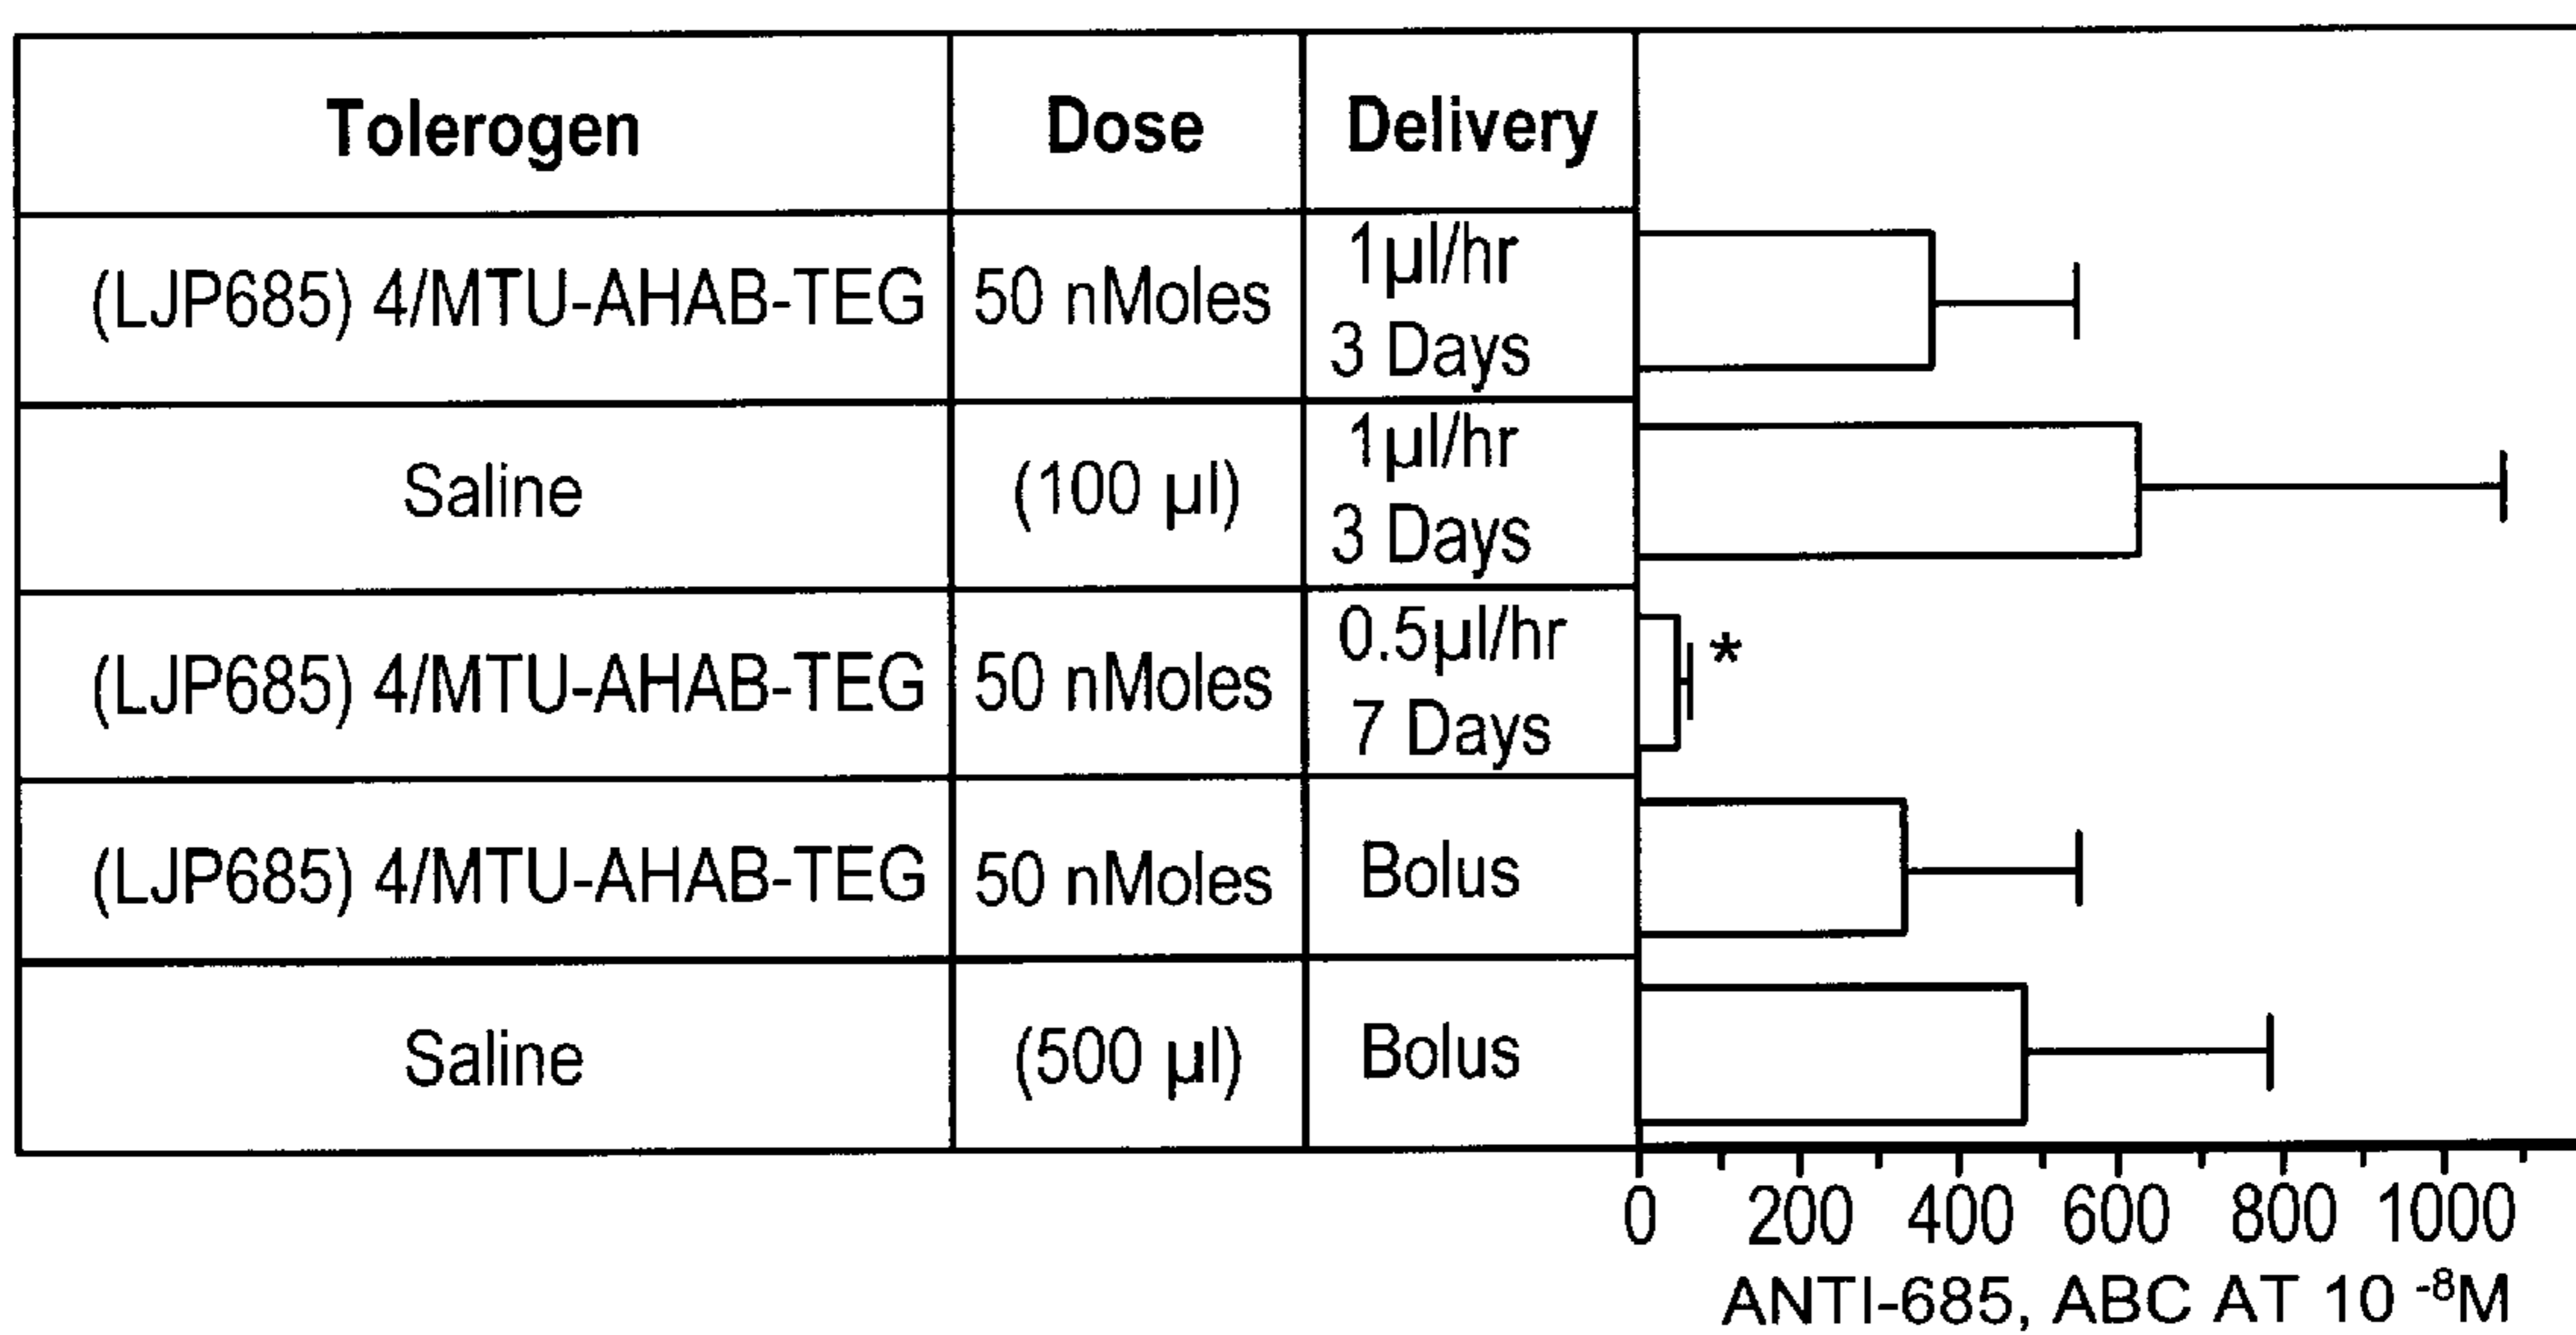 Tolerogen Dose Delivery
(LJP685) 4/MTU-AHAB-TEG 50 nMoles 1µl/hr
3 Days
Saline (100 µl) 1µl/hr
3 Days
(LJP685) 4/MTU-AHAB-TEG 50 nMoles 0.5µl/hr
7 Days
*
(LJP685) 4/MTU-AHAB-TEG 50 nMoles Bolus
Saline (500 µl) Bolus
0 200 400 600 800 1000
ANTI-685, ABC AT 10 ⁻⁸M